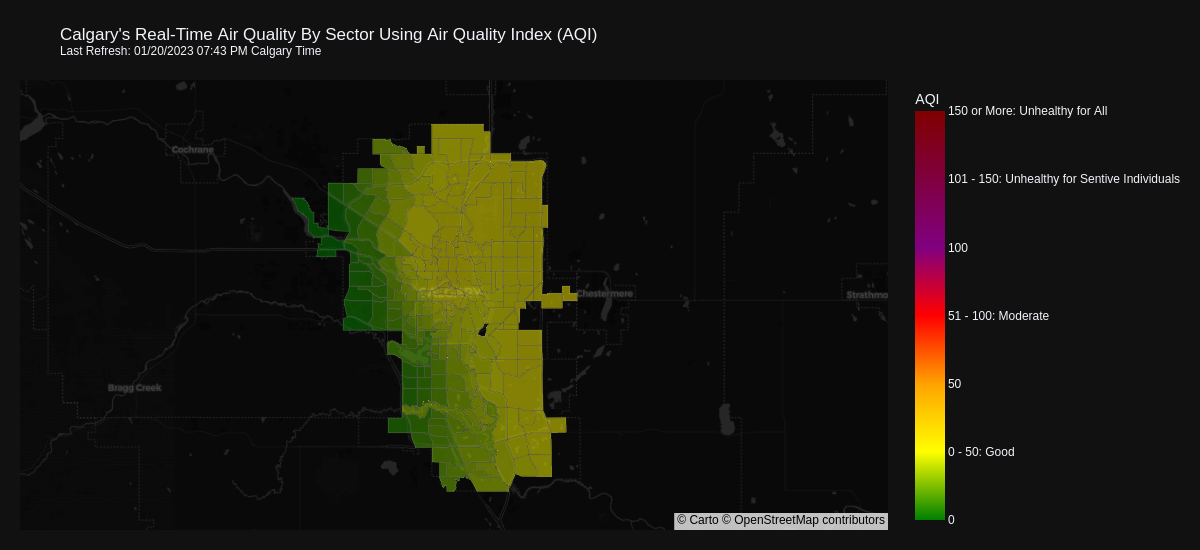 Calgary's Real-Time Air Quality By Sector Using Air Quality Index (AQI)
Last Refresh: 01/20/2023 07:43 PM Calgary Time
AQI
150 or More: Unhealthy for All
101 - 150: Unhealthy for Sentive Individuals
100
51 - 100: Moderate
50
0 - 50: Good
0
Cochrane
Chestermere
Strathmo
Bragg Creek
© Carto © OpenStreetMap contributors